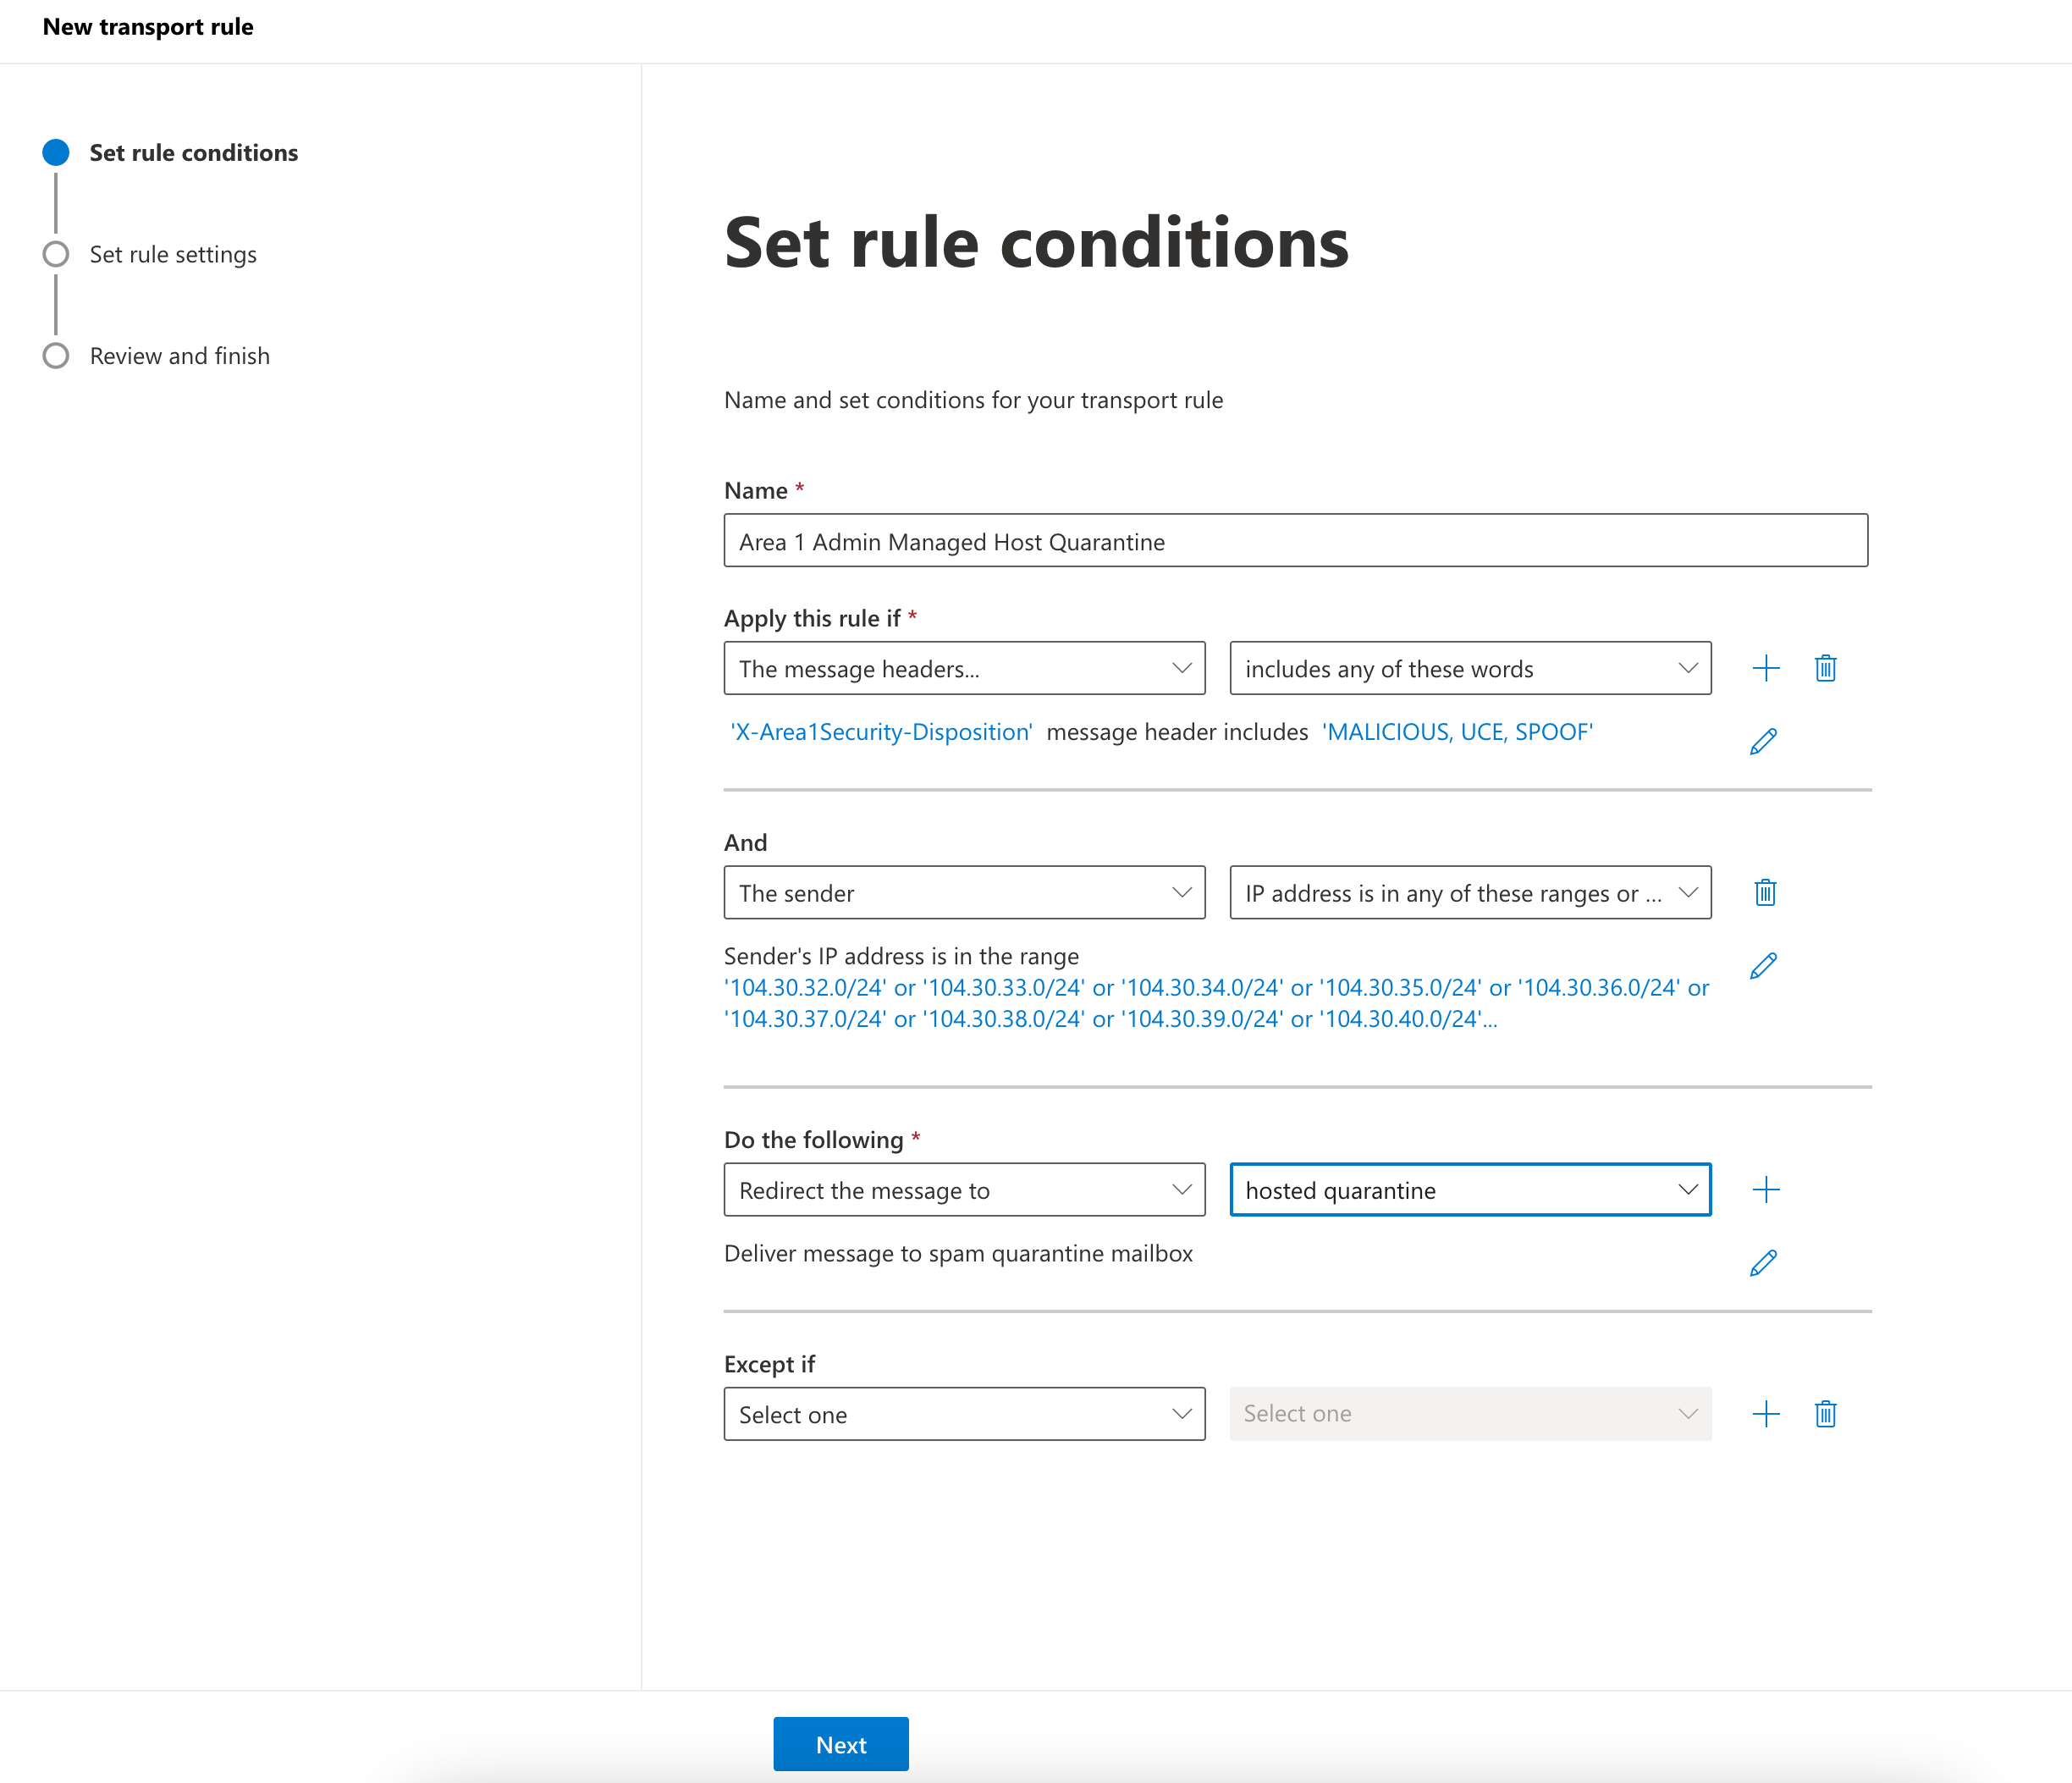 New transport rule
Set rule conditions
Set rule settings
Review and finish
Set rule conditions
Name and set conditions for your transport rule
Name *
Area 1 Admin Managed Host Quarantine
Apply this rule if *
The message headers... includes any of these words
'X-Area1Security-Disposition' message header includes 'MALICIOUS, UCE, SPOOF'
And
The sender IP address is in any of these ranges or ...
Sender's IP address is in the range
'104.30.32.0/24' or '104.30.33.0/24' or '104.30.34.0/24' or '104.30.35.0/24' or '104.30.36.0/24' or
'104.30.37.0/24' or '104.30.38.0/24' or '104.30.39.0/24' or '104.30.40.0/24'...
Do the following *
Redirect the message to hosted quarantine
Deliver message to spam quarantine mailbox
Except if
Select one Select one
Next